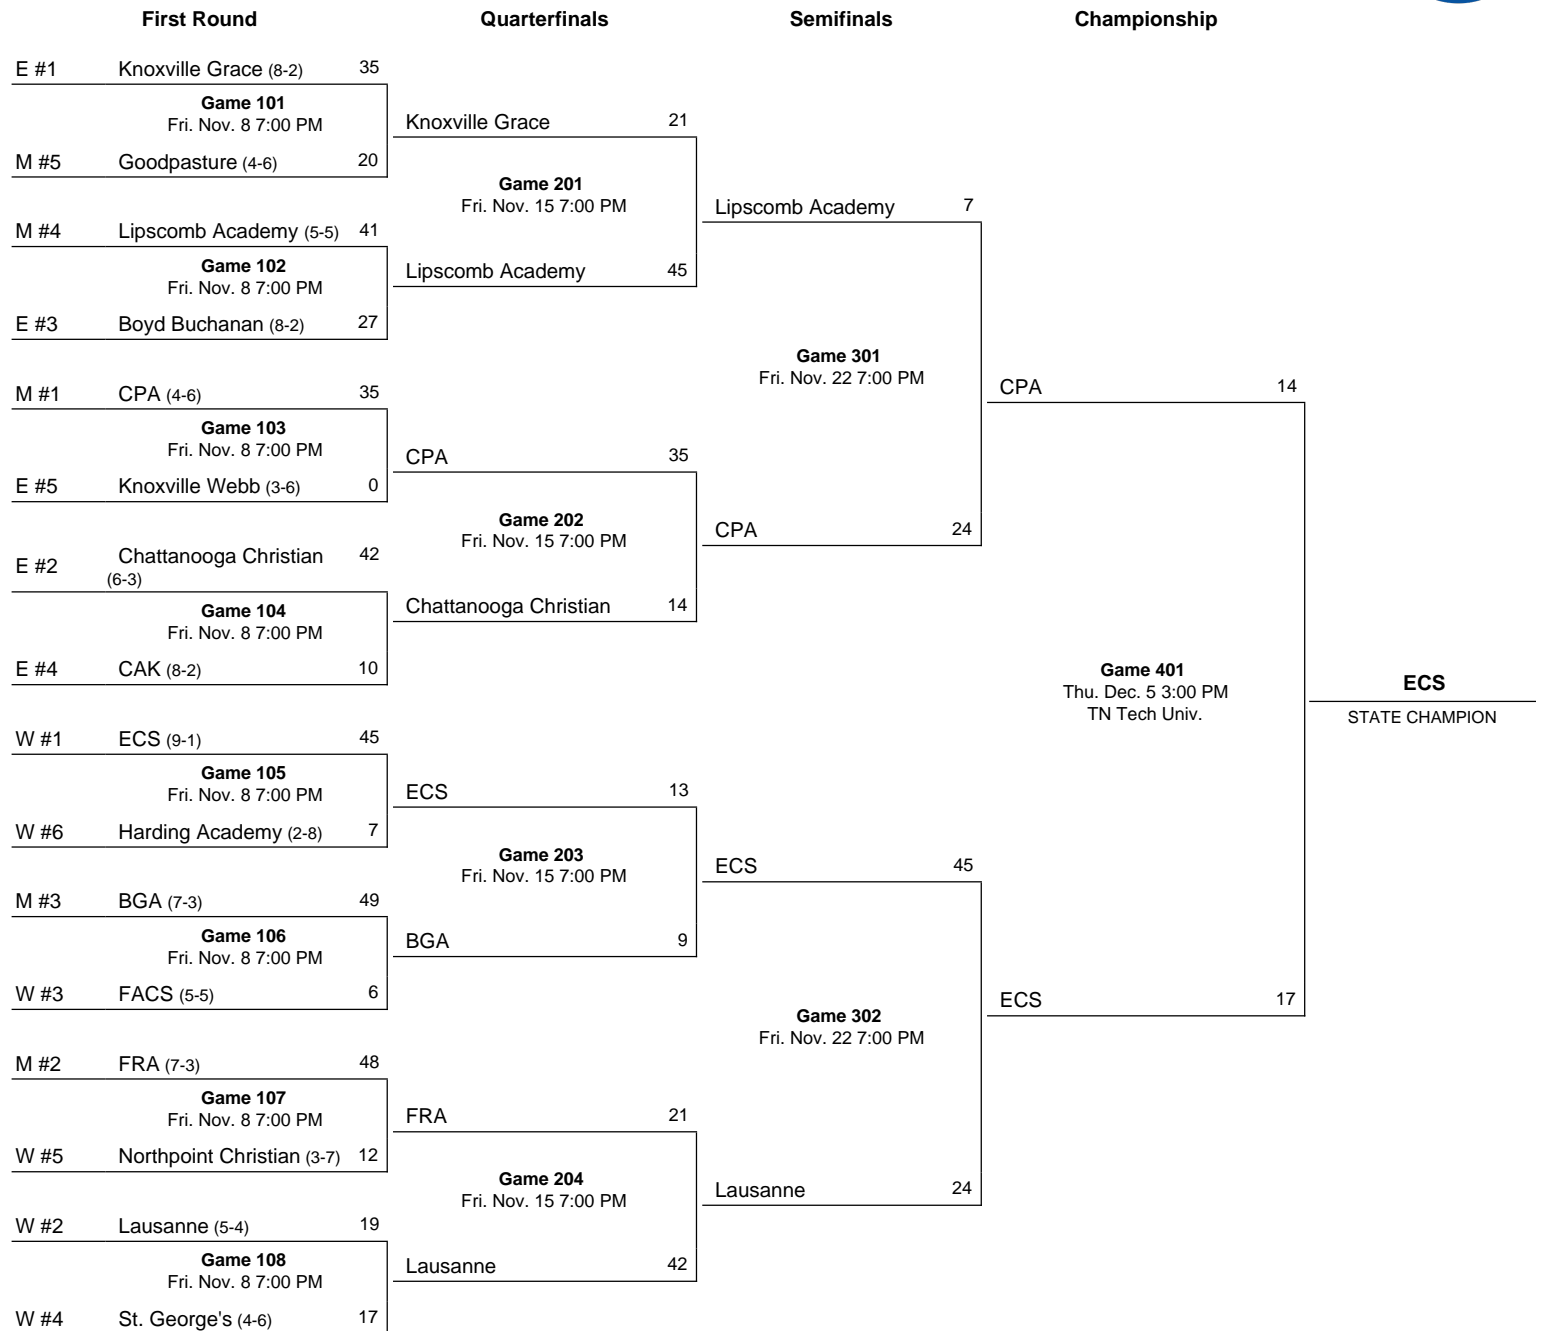 First Round Quarterfinals Semifinals Championship
E #1 Knoxville Grace (8-2) 35
Game 101
Fri. Nov. 8 7:00 PM
M #5 Goodpasture (4-6) 20
M #4 Lipscomb Academy (5-5) 41
Game 102
Fri. Nov. 8 7:00 PM
E #3 Boyd Buchanan (8-2) 27
M #1 CPA (4-6) 35
Game 103
Fri. Nov. 8 7:00 PM
E #5 Knoxville Webb (3-6) 0
E #2 Chattanooga Christian 42
(6-3)
Game 104
Fri. Nov. 8 7:00 PM
E #4 CAK (8-2) 10
W #1 ECS (9-1) 45
Game 105
Fri. Nov. 8 7:00 PM
W #6 Harding Academy (2-8) 7
M #3 BGA (7-3) 49
Game 106
Fri. Nov. 8 7:00 PM
W #3 FACS (5-5) 6
M #2 FRA (7-3) 48
Game 107
Fri. Nov. 8 7:00 PM
W #5 Northpoint Christian (3-7) 12
W #2 Lausanne (5-4) 19
Game 108
Fri. Nov. 8 7:00 PM
W #4 St. George's (4-6) 17
Knoxville Grace 21
Game 201
Fri. Nov. 15 7:00 PM
Lipscomb Academy 45
CPA 35
Game 202
Fri. Nov. 15 7:00 PM
Chattanooga Christian 14
ECS 13
Game 203
Fri. Nov. 15 7:00 PM
BGA 9
FRA 21
Game 204
Fri. Nov. 15 7:00 PM
Lausanne 42
Lipscomb Academy 7
Game 301
Fri. Nov. 22 7:00 PM
CPA 24
ECS 45
Game 302
Fri. Nov. 22 7:00 PM
Lausanne 24
CPA 14
Game 401
Thu. Dec. 5 3:00 PM
TN Tech Univ.
ECS 17
ECS
STATE CHAMPION